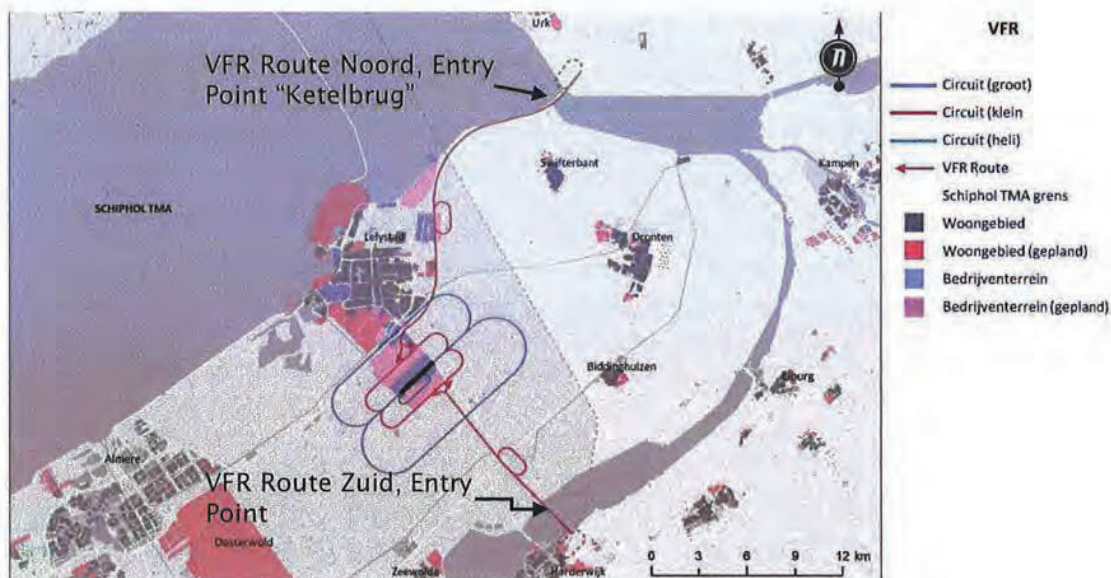 Urk
VFR Route Noord, Entry
Point "Ketelbrug"
n
Swifterbant
Kampen
SCHIPHOL TMA
Lelystad
Dronten
Biddinghuizen
Elburg
Almere
VFR Route Zuid, Entry
Point
Oosterwold
Zeewolde
Harderwijk
0 3 6 9 12 km
VFR
Circuit (groot)
Circuit (klein
Circuit (heli)
VFR Route
Schiphol TMA grens
Woongebied
Woongebied (gepland)
Bedrijventerrein
Bedrijventerrein (gepland)